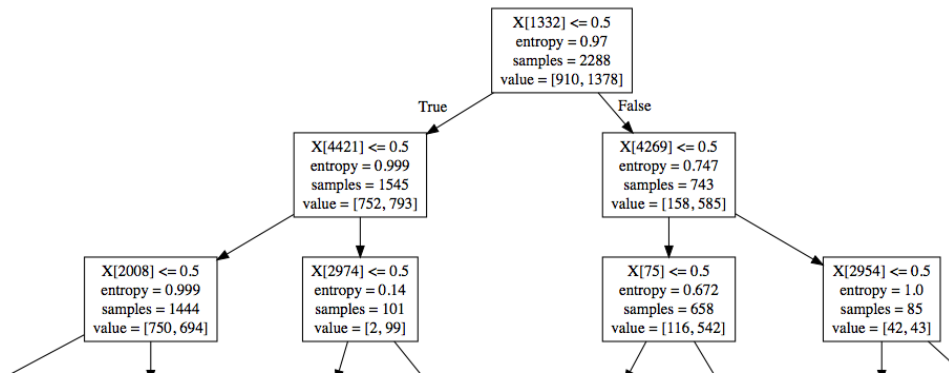 X[1332] <= 0.5
entropy = 0.97
samples = 2288
value = [910, 1378]
True
False
X[4421] <= 0.5
entropy = 0.999
samples = 1545
value = [752, 793]
X[4269] <= 0.5
entropy = 0.747
samples = 743
value = [158, 585]
X[2008] <= 0.5
entropy = 0.999
samples = 1444
value = [750, 694]
X[2974] <= 0.5
entropy = 0.14
samples = 101
value = [2, 99]
X[75] <= 0.5
entropy = 0.672
samples = 658
value = [116, 542]
X[2954] <= 0.5
entropy = 1.0
samples = 85
value = [42, 43]